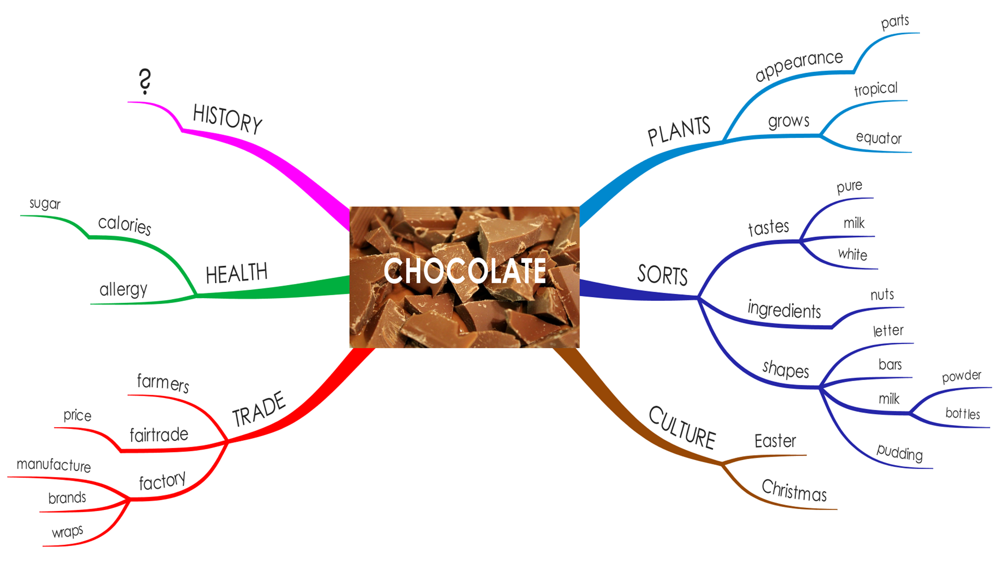 CHOCOLATE
PLANTS
appearance
parts
grows
tropical
equator
SORTS
tastes
pure
milk
white
ingredients
nuts
shapes
letter
bars
milk
powder
bottles
pudding
CULTURE
Easter
Christmas
TRADE
farmers
fairtrade
price
factory
manufacture
brands
wraps
HEALTH
calories
sugar
allergy
HISTORY
?